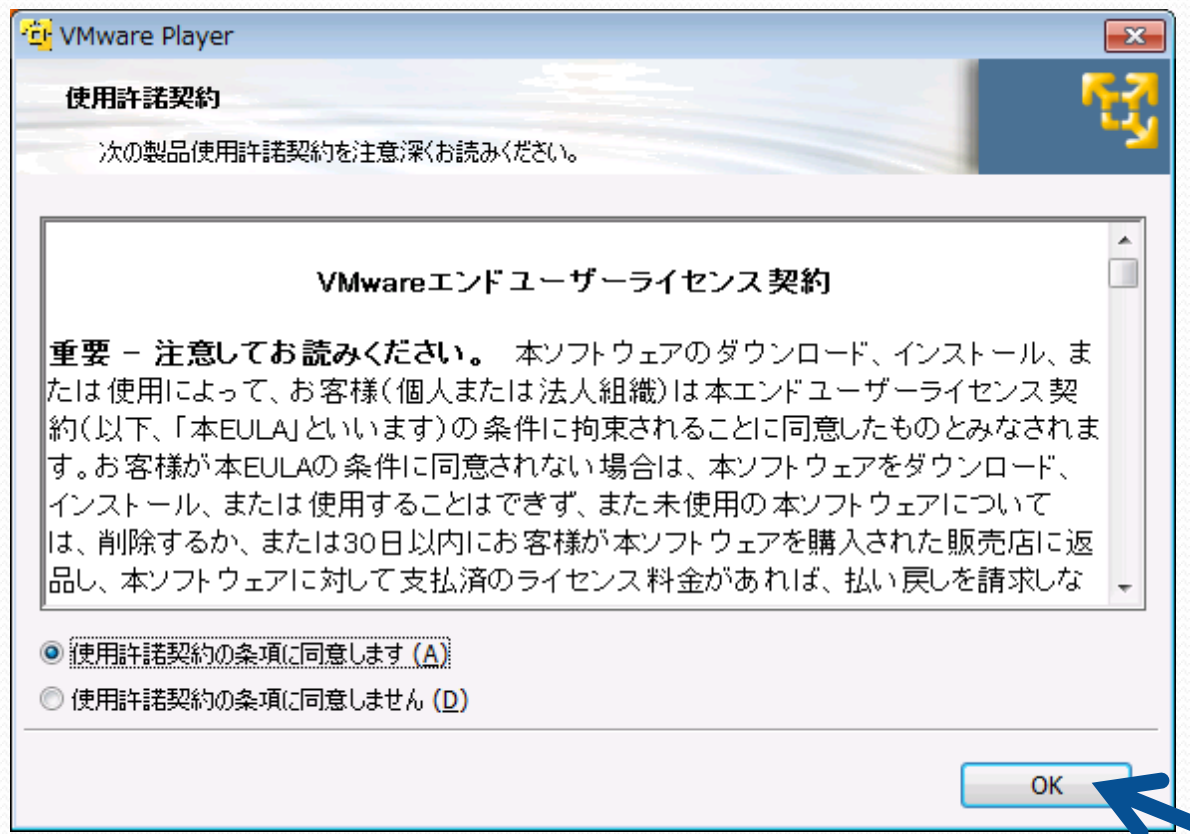 VMware Player
使用許諾契約
次の製品使用許諾契約を注意深くお読みください。
VMwareエンドユーザーライセンス契約
重要 – 注意してお読みください。 本ソフトウェアのダウンロード、インストール、ま
たは使用によって、お客様(個人または法人組織)は本エンドユーザーライセンス契
約(以下、「本EULA」といいます)の条件に拘束されることに同意したものとみなされま
す。お客様が本EULAの条件に同意されない場合は、本ソフトウェアをダウンロード、
インストール、または使用することはできず、また未使用の本ソフトウェアについて
は、削除するか、または30日以内にお客様が本ソフトウェアを購入された販売店に返
品し、本ソフトウェアに対して支払済のライセンス料金があれば、払い戻しを請求しな
使用許諾契約の条項に同意します (A)
使用許諾契約の条項に同意しません (D)
OK